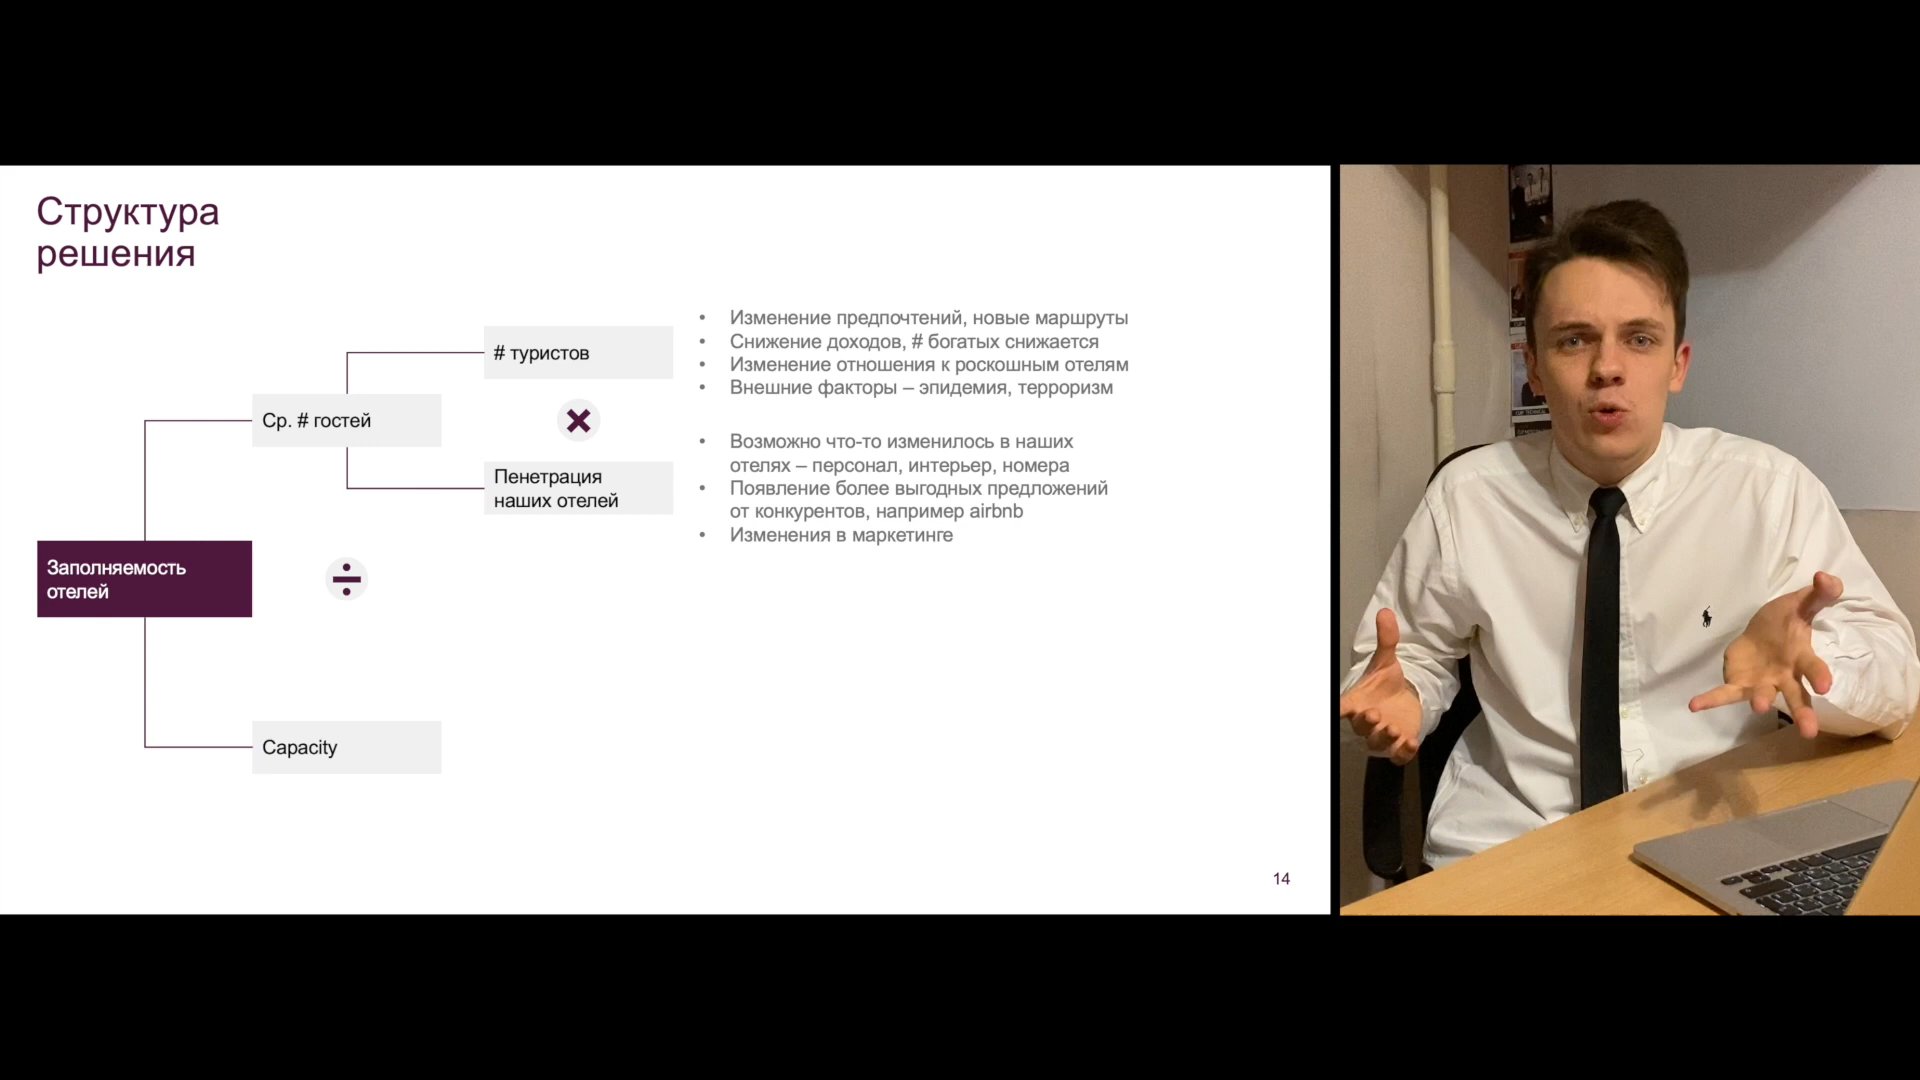 Структура
решения
# туристов
Ср. # гостей
Пенетрация
наших отелей
Заполняемость
отелей
Capacity
• Изменение предпочтений, новые маршруты
• Снижение доходов, # богатых снижается
• Изменение отношения к роскошным отелям
• Внешние факторы – эпидемия, терроризм
• Возможно что-то изменилось в наших
отелях – персонал, интерьер, номера
• Появление более выгодных предложений
от конкурентов, например airbnb
• Изменения в маркетинге
14